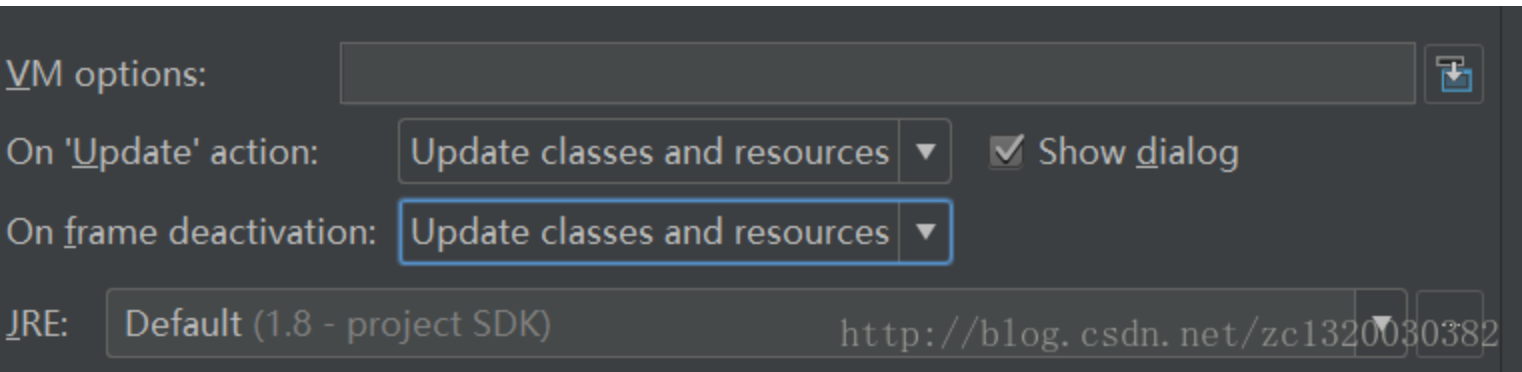 VM options:
On 'Update' action: Update classes and resources Show dialog
On frame deactivation: Update classes and resources
JRE: Default (1.8 - project SDK)
http://blog.csdn.net/zc1320030382